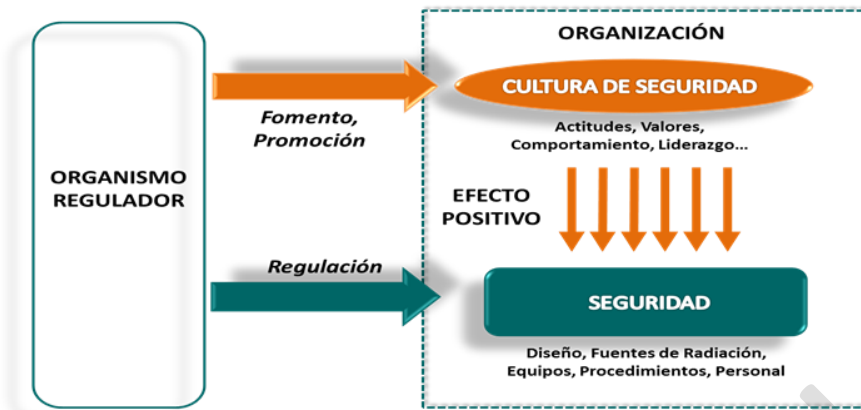 ORGANISMO
REGULADOR
Fomento,
Promoción
Regulación
ORGANIZACIÓN
CULTURA DE SEGURIDAD
Actitudes, Valores,
Comportamiento, Liderazgo...
EFECTO
POSITIVO
SEGURIDAD
Diseño, Fuentes de Radiación,
Equipos, Procedimientos, Personal